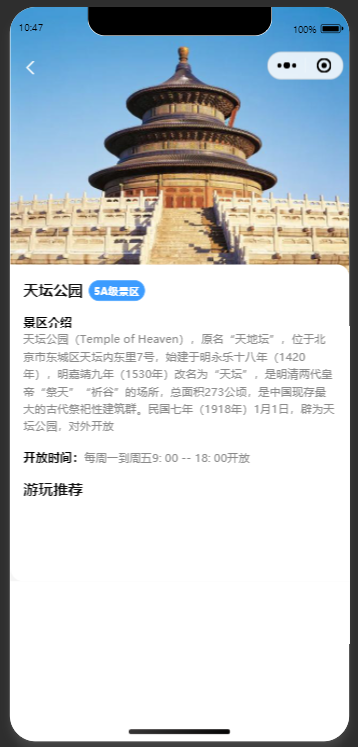 10:47
100%
天坛公园 5A级景区
景区介绍
天坛公园（Temple of Heaven），原名“天地坛”，位于北
京市东城区天坛内东里7号，始建于明永乐十八年（1420
年），明嘉靖九年（1530年）改名为“天坛”，是明清两代皇
帝“祭天”“祈谷”的场所，总面积273公顷，是中国现存最
大的古代祭祀性建筑群。民国七年（1918年）1月1日，辟为天
坛公园，对外开放
开放时间：每周一到周五9: 00 -- 18: 00开放
游玩推荐